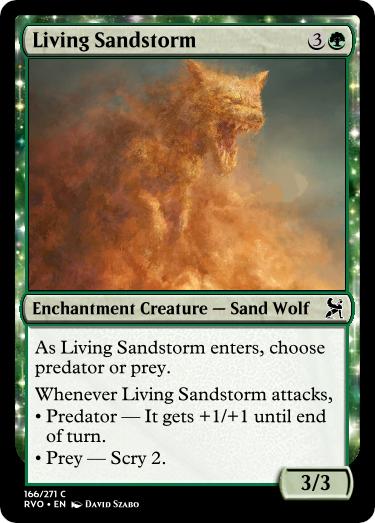 Living Sandstorm 3
Enchantment Creature — Sand Wolf
As Living Sandstorm enters, choose
predator or prey.
Whenever Living Sandstorm attacks,
• Predator — It gets +1/+1 until end
of turn.
• Prey — Scry 2.
3/3
166/271 C
RVO • EN David Szabo